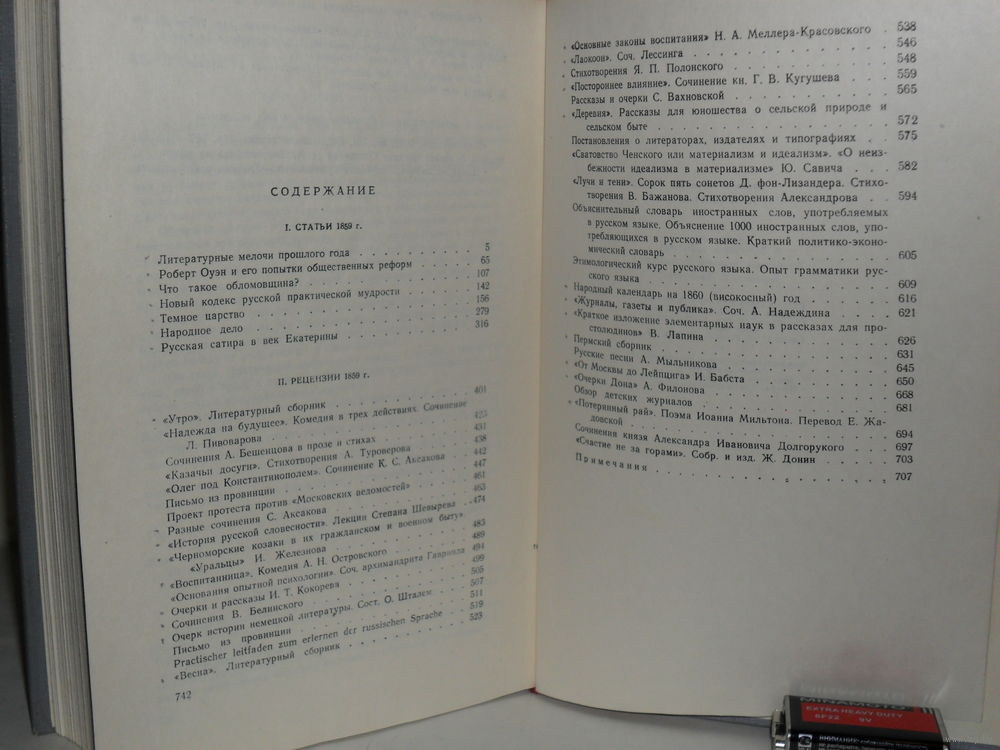 СОДЕРЖАНИЕ
I. СТАТЬИ 1859 г.
Литературные мелочи прошлого года . . . . . . . . . 5
Роберт Оуэн и его попытки общественных реформ . . . . 65
Что такое обломовщина? . . . . . . . . . . . . 107
Новый кодекс русской практической мудрости . . . . . 142
Темное царство . . . . . . . . . . . . . . . 156
Народное дело . . . . . . . . . . . . . . . 279
Русская сатира в век Екатерины . . . . . . . . . 316
II. РЕЦЕНЗИИ 1859 г.
«Утро». Литературный сборник . . . . . . . . . . 401
«Надежда на будущее». Комедия в трех действиях. Сочинение
Л. Пивоварова . . . . . . . . . . . . . . 425
Сочинения А. Бешенцова в прозе и стихах . . . . . . 431
«Казачьи досуги». Стихотворения А. Туроверова . . . . 438
«Олег под Константинополем». Сочинение К. С. Аксакова . 442
Письмо из провинции . . . . . . . . . . . . . 447
Проект протеста против «Московских ведомостей» . . . . 461
Разные сочинения С. Аксакова . . . . . . . . . . 463
«История русской словесности». Лекции Степана Шевырева . 474
«Черноморские козаки в их гражданском и военном быту».
«Уральцы» И. Железнова . . . . . . . . . . . 483
«Воспитанница». Комедия А. Н. Островского . . . . . 489
«Основания опытной психологии». Соч. архимандрита Гавриила 494
Очерки и рассказы И. Т. Кокорева . . . . . . . . 499
Сочинения В. Белинского . . . . . . . . . . . . 505
Очерк истории немецкой литературы. Сост. О. Шталем . . 507
Письмо из провинции . . . . . . . . . . . . . 511
Practischer leitfaden zum erlernen der russischen Sprache . 519
«Весна». Литературный сборник . . . . . . . . . . 523
742
«Основные законы воспитания» Н. А. Меллера-Красовского . 538
«Лаокоон». Соч. Лессинга . . . . . . . . . . . 546
Стихотворения Я. П. Полонского . . . . . . . . . 548
«Постороннее влияние». Сочинение кн. Г. В. Кугушева . . . 559
Рассказы и очерки С. Вахновской . . . . . . . . . 565
«Деревня». Рассказы для юношества о сельской природе и
сельском быте . . . . . . . . . . . . . . 572
Постановления о литераторах, издателях и типографиях . . 575
«Сватовство Ченского или материализм и идеализм». «О неиз-
бежности идеализма в материализме» Ю. Савича . . . 582
«Лучи и тени». Сорок пять сонетов Д. фон-Лизандера. Стихо-
творения В. Бажанова. Стихотворения Александрова . . 594
Объяснительный словарь иностранных слов, употребляемых
в русском языке. Объяснение 1000 иностранных слов, упо-
требляющихся в русском языке. Краткий политико-эконо-
мический словарь . . . . . . . . . . . . . 605
Этимологический курс русского языка. Опыт грамматики рус-
ского языка . . . . . . . . . . . . . . . 609
Народный календарь на 1860 (високосный) год . . . . . 616
«Журналы, газеты и публика». Соч. А. Надеждина . . . . 621
«Краткое изложение элементарных наук в рассказах для про-
столюдинов» В. Лапина . . . . . . . . . . . 626
Пермский сборник . . . . . . . . . . . . . . 631
Русские песни А. Мыльникова . . . . . . . . . . 645
«От Москвы до Лейпцига» И. Бабста . . . . . . . . 650
«Очерки Дона» А. Филонова . . . . . . . . . . . 668
Обзор детских журналов . . . . . . . . . . . . 681
«Потерянный рай». Поэма Иоанна Мильтона. Перевод Е. Жа-
довской . . . . . . . . . . . . . . . . . 694
Сочинения князя Александра Ивановича Долгорукого . . . 697
«Счастие не за горами». Собр. и изд. Ж. Донин . . . . . 703
Примечания . . . . . . . . . . . . . . . . 707
MINAMOTO
EXTRA HEAVY DUTY
6F22 9V